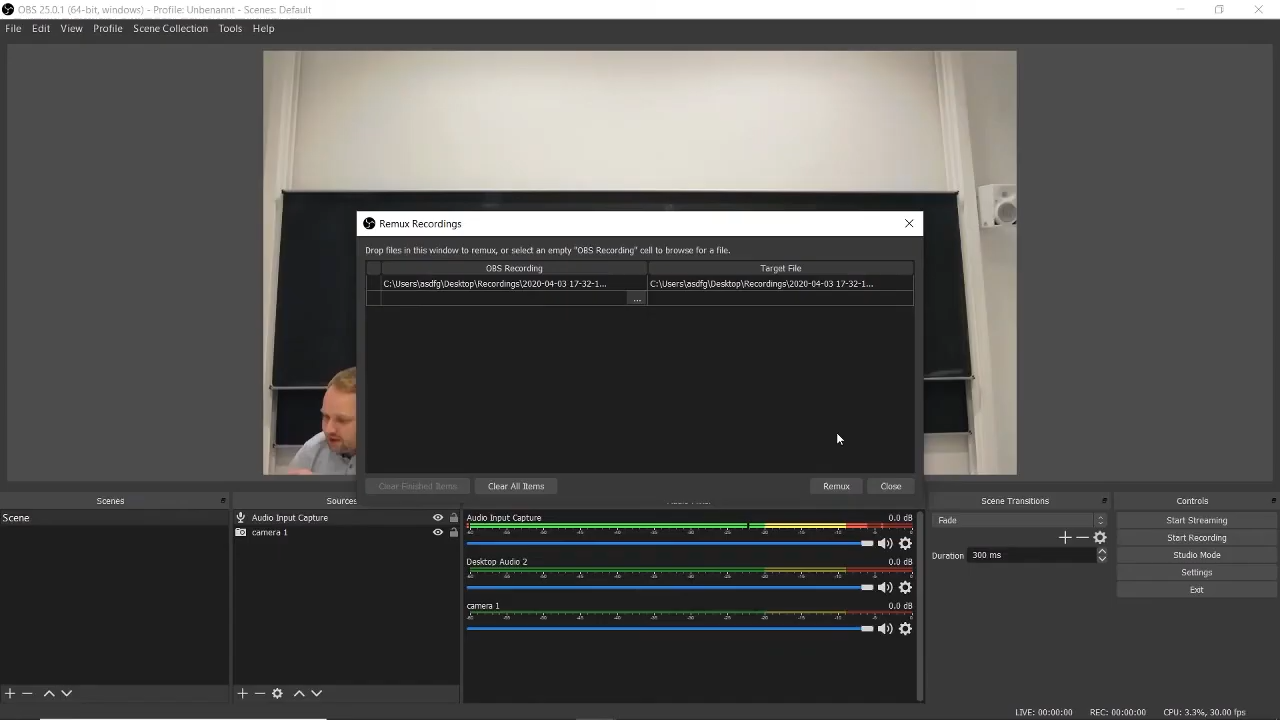 OBS 25.0.1 (64-bit, windows) - Profile: Unbenannt - Scenes: Default
File Edit View Profile Scene Collection Tools Help
Remux Recordings
Drop files in this window to remux, or select an empty "OBS Recording" cell to browse for a file.
OBS Recording Target File
C:\Users\asdfg\Desktop\Recordings\2020-04-03 17-32-1... C:\Users\asdfg\Desktop\Recordings\2020-04-03 17-32-1...
...
Clear Finished Items Clear All Items Remux Close
Scenes Sources Scene Transitions Controls
Scene Audio Input Capture Audio Input Capture 0.0 dB Fade Start Streaming
camera 1 Start Recording
Duration 300 ms Studio Mode
Desktop Audio 2 0.0 dB Settings
Exit
camera 1 0.0 dB
LIVE: 00:00:00 REC: 00:00:00 CPU: 3.3%, 30.00 fps